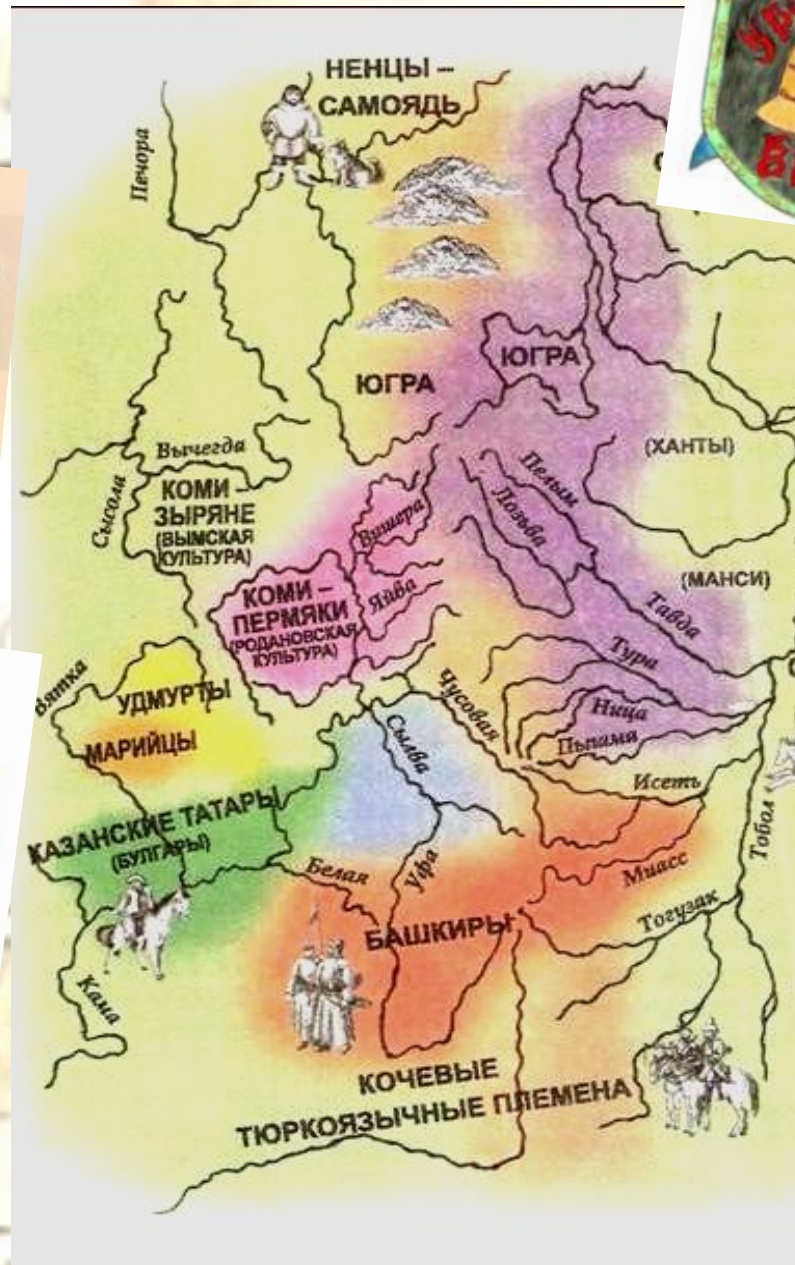 НЕНЦЫ –
САМОЯДЬ
Печора
ЮГРА
ЮГРА
(ХАНТЫ)
Вычегда
Пелым
Лозьва
Сысола
КОМИ –
ЗЫРЯНЕ
(ВЫМСКАЯ
КУЛЬТУРА)
Вишера
(МАНСИ)
КОМИ –
ПЕРМЯКИ
(РОДАНОВСКАЯ
КУЛЬТУРА)
Яйва
Тавда
Тура
Вятка
УДМУРТЫ
Чусовая
Ница
МАРИЙЦЫ
Сылва
Пышма
Исеть
КАЗАНСКИЕ ТАТАРЫ
(БУЛГАРЫ)
Тобол
Белая
Уфа
Миасс
БАШКИРЫ
Тогузак
Кама
КОЧЕВЫЕ
ТЮРКОЯЗЫЧНЫЕ ПЛЕМЕНА